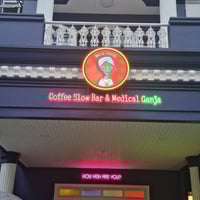 Coffee Slow Bar & Medical Ganja
HOW HIGH ARE YOU?